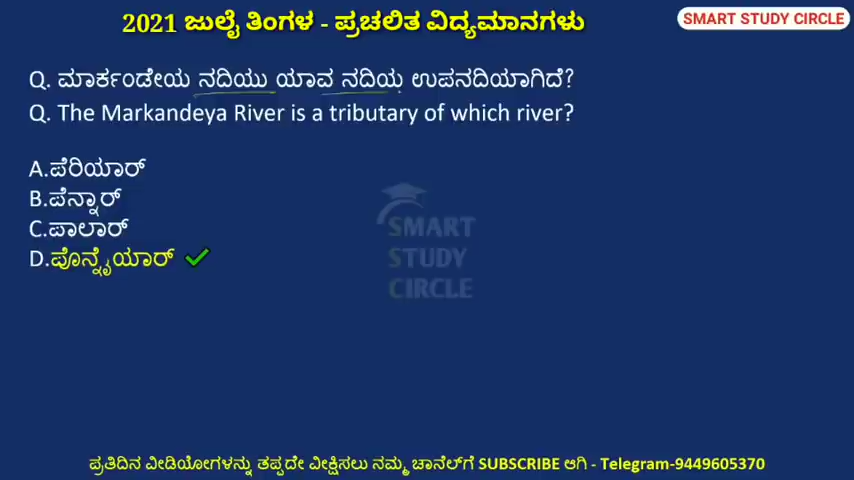 2021 ಜುಲೈ ತಿಂಗಳ - ಪ್ರಚಲಿತ ವಿದ್ಯಮಾನಗಳು
SMART STUDY CIRCLE
Q. ಮಾರ್ಕಂಡೇಯ ನದಿಯು ಯಾವ ನದಿಯ ಉಪನದಿಯಾಗಿದೆ?
Q. The Markandeya River is a tributary of which river?
A.ಪೆರಿಯಾರ್
B.ಪೆನ್ನಾರ್
C.ಪಾಲಾರ್
D.ಪೊನ್ನೈಯಾರ್
SMART
STUDY
CIRCLE
ಪ್ರತಿದಿನ ವೀಡಿಯೋಗಳನ್ನು ತಪ್ಪದೇ ವೀಕ್ಷಿಸಲು ನಮ್ಮ ಚಾನೆಲ್‌ಗೆ SUBSCRIBE ಆಗಿ - Telegram-9449605370